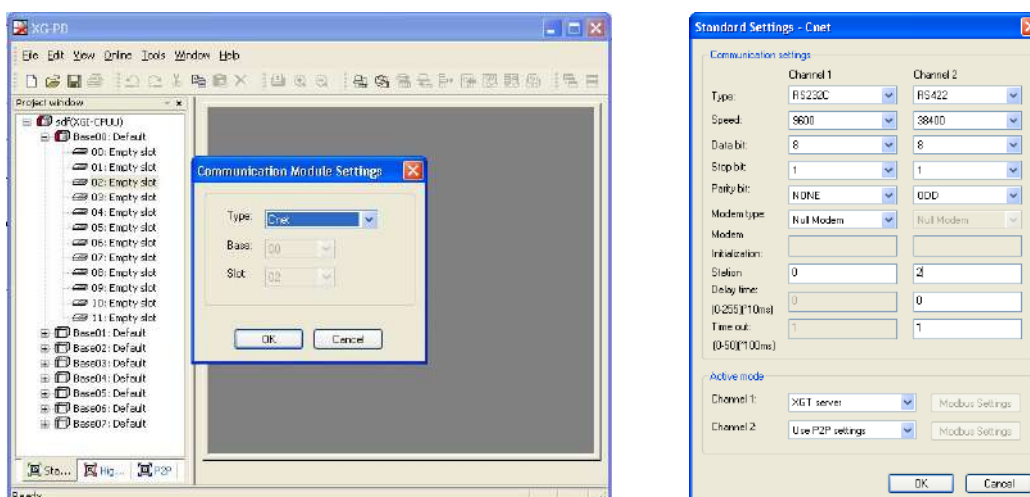 XG-PD
File Edit View Online Tools Window Help
Project window
sdf(XGI-CPUU)
Base00: Default
00: Empty slot
01: Empty slot
02: Empty slot
03: Empty slot
04: Empty slot
05: Empty slot
06: Empty slot
07: Empty slot
08: Empty slot
09: Empty slot
10: Empty slot
11: Empty slot
Base01: Default
Base02: Default
Base03: Default
Base04: Default
Base05: Default
Base06: Default
Base07: Default
Sta... Hig... P2P
Ready
Communication Module Settings
Type: Cnet
Base: 00
Slot 02
OK Cancel
Standard Settings - Cnet
Communication settings
Channel 1 Channel 2
Type: RS232C RS422
Speed: 9600 38400
Data bit: 8 8
Stop bit: 1 1
Parity bit: NONE ODD
Modem type: Null Modem Null Modem
Modem
Initialization:
Station 0 2
Delay time:
(0-255)(*10ms) 0 0
Time out: 1 1
(0-50)(*100ms)
Active mode
Channel 1: XGT server Modbus Settings
Channel 2: Use P2P settings Modbus Settings
OK Cancel